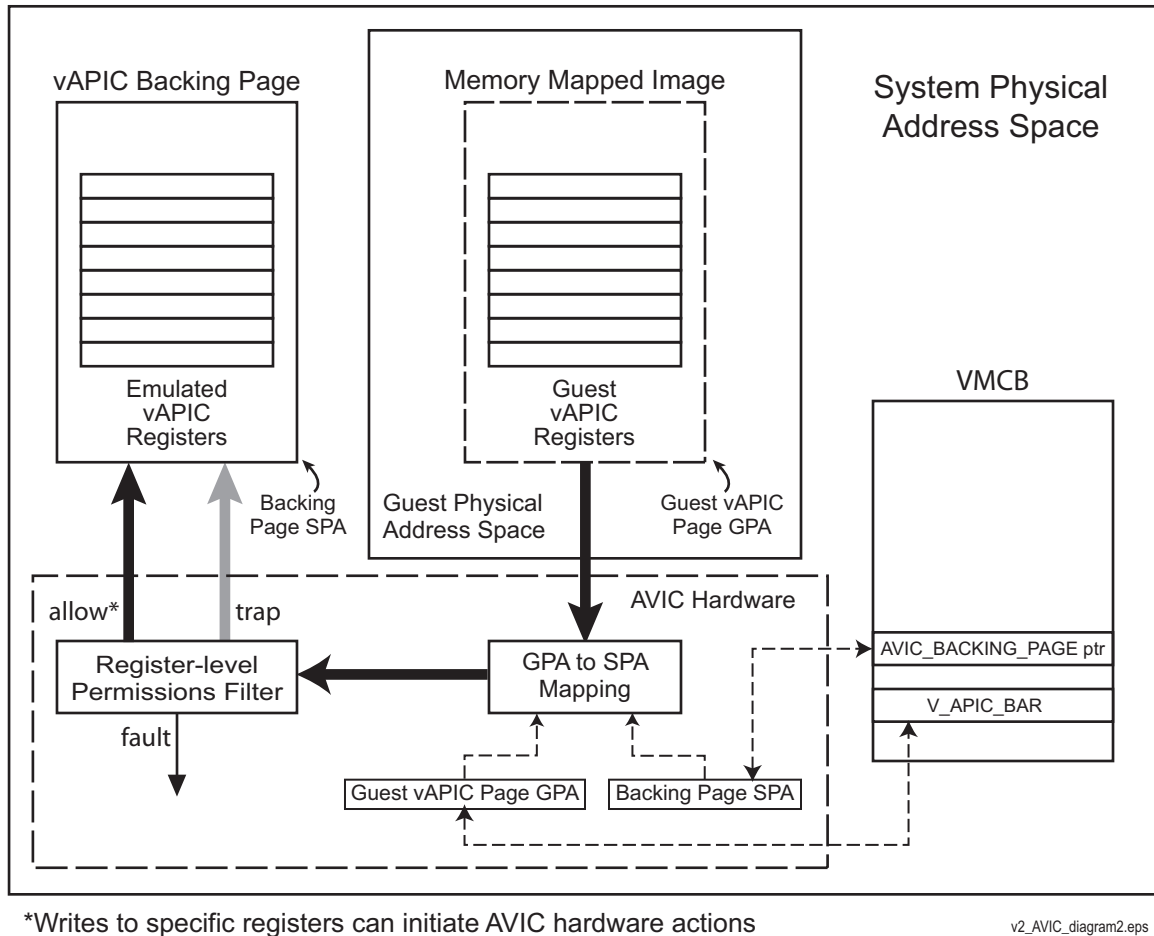 vAPIC Backing Page
Memory Mapped Image
System Physical
Address Space
Emulated
vAPIC
Registers
Guest
vAPIC
Registers
VMCB
Backing
Page SPA
Guest Physical
Address Space
Guest vAPIC
Page GPA
allow*
trap
AVIC Hardware
Register-level
Permissions Filter
GPA to SPA
Mapping
AVIC_BACKING_PAGE ptr
V_APIC_BAR
fault
Guest vAPIC Page GPA
Backing Page SPA
*Writes to specific registers can initiate AVIC hardware actions
v2_AVIC_diagram2.eps